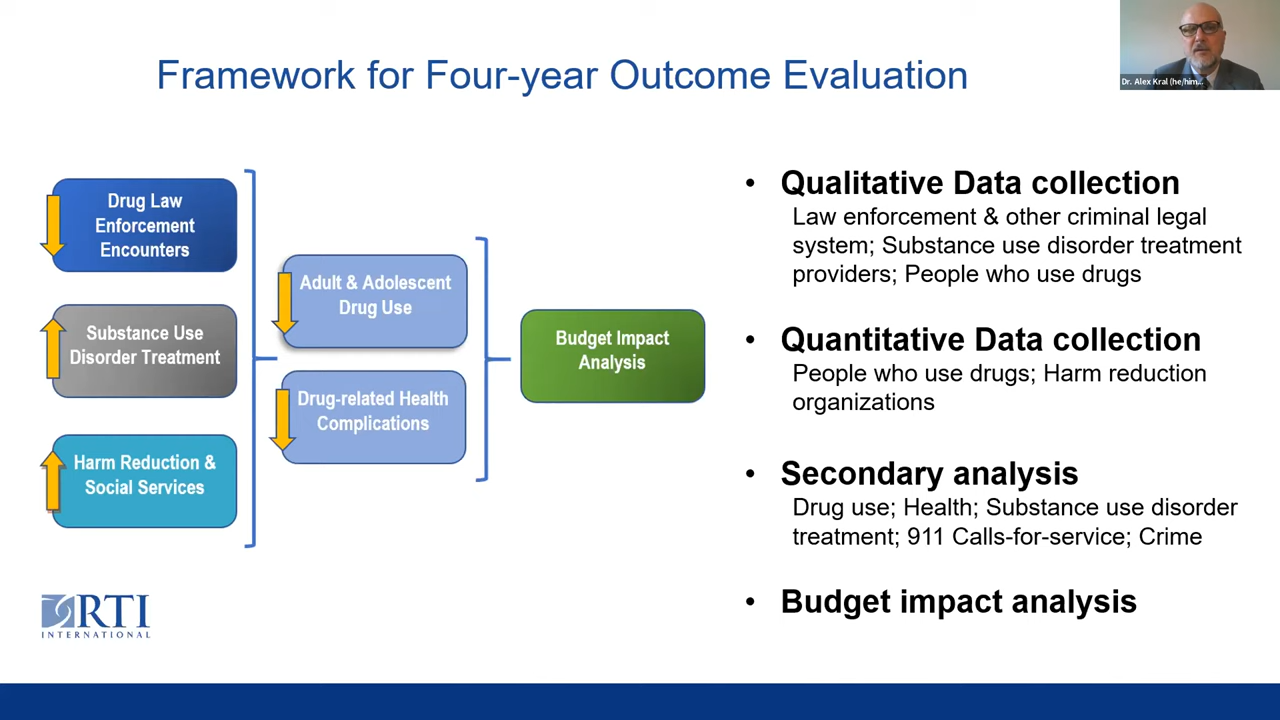 Framework for Four-year Outcome Evaluation
Dr. Alex Kral (he/him...
Drug Law
Enforcement
Encounters
Substance Use
Disorder Treatment
Harm Reduction &
Social Services
Adult & Adolescent
Drug Use
Drug-related Health
Complications
Budget Impact
Analysis
• Qualitative Data collection
Law enforcement & other criminal legal
system; Substance use disorder treatment
providers; People who use drugs
• Quantitative Data collection
People who use drugs; Harm reduction
organizations
• Secondary analysis
Drug use; Health; Substance use disorder
treatment; 911 Calls-for-service; Crime
• Budget impact analysis
RTI
INTERNATIONAL